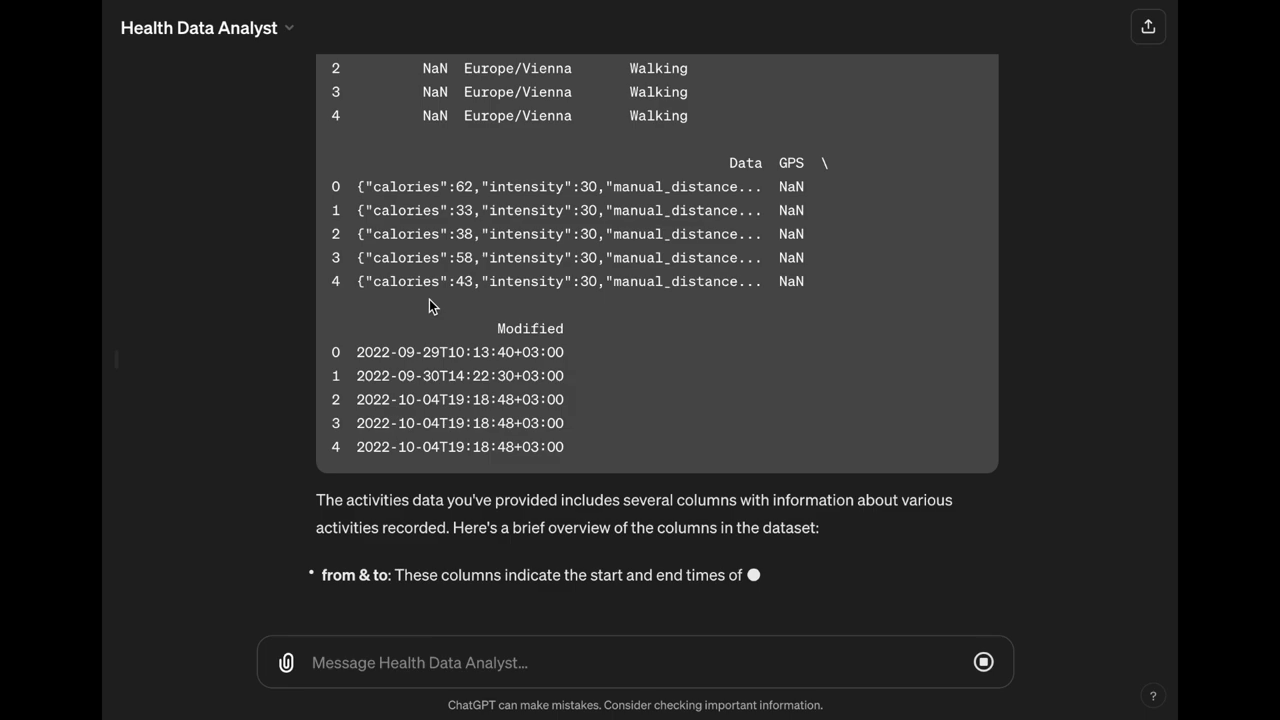 Health Data Analyst
2 NaN Europe/Vienna Walking
3 NaN Europe/Vienna Walking
4 NaN Europe/Vienna Walking
Data GPS \
0 {"calories":62,"intensity":30,"manual_distance... NaN
1 {"calories":33,"intensity":30,"manual_distance... NaN
2 {"calories":38,"intensity":30,"manual_distance... NaN
3 {"calories":58,"intensity":30,"manual_distance... NaN
4 {"calories":43,"intensity":30,"manual_distance... NaN
Modified
0 2022-09-29T10:13:40+03:00
1 2022-09-30T14:22:30+03:00
2 2022-10-04T19:18:48+03:00
3 2022-10-04T19:18:48+03:00
4 2022-10-04T19:18:48+03:00
The activities data you've provided includes several columns with information about various
activities recorded. Here's a brief overview of the columns in the dataset:
• from & to: These columns indicate the start and end times of
Message Health Data Analyst...
ChatGPT can make mistakes. Consider checking important information.
?